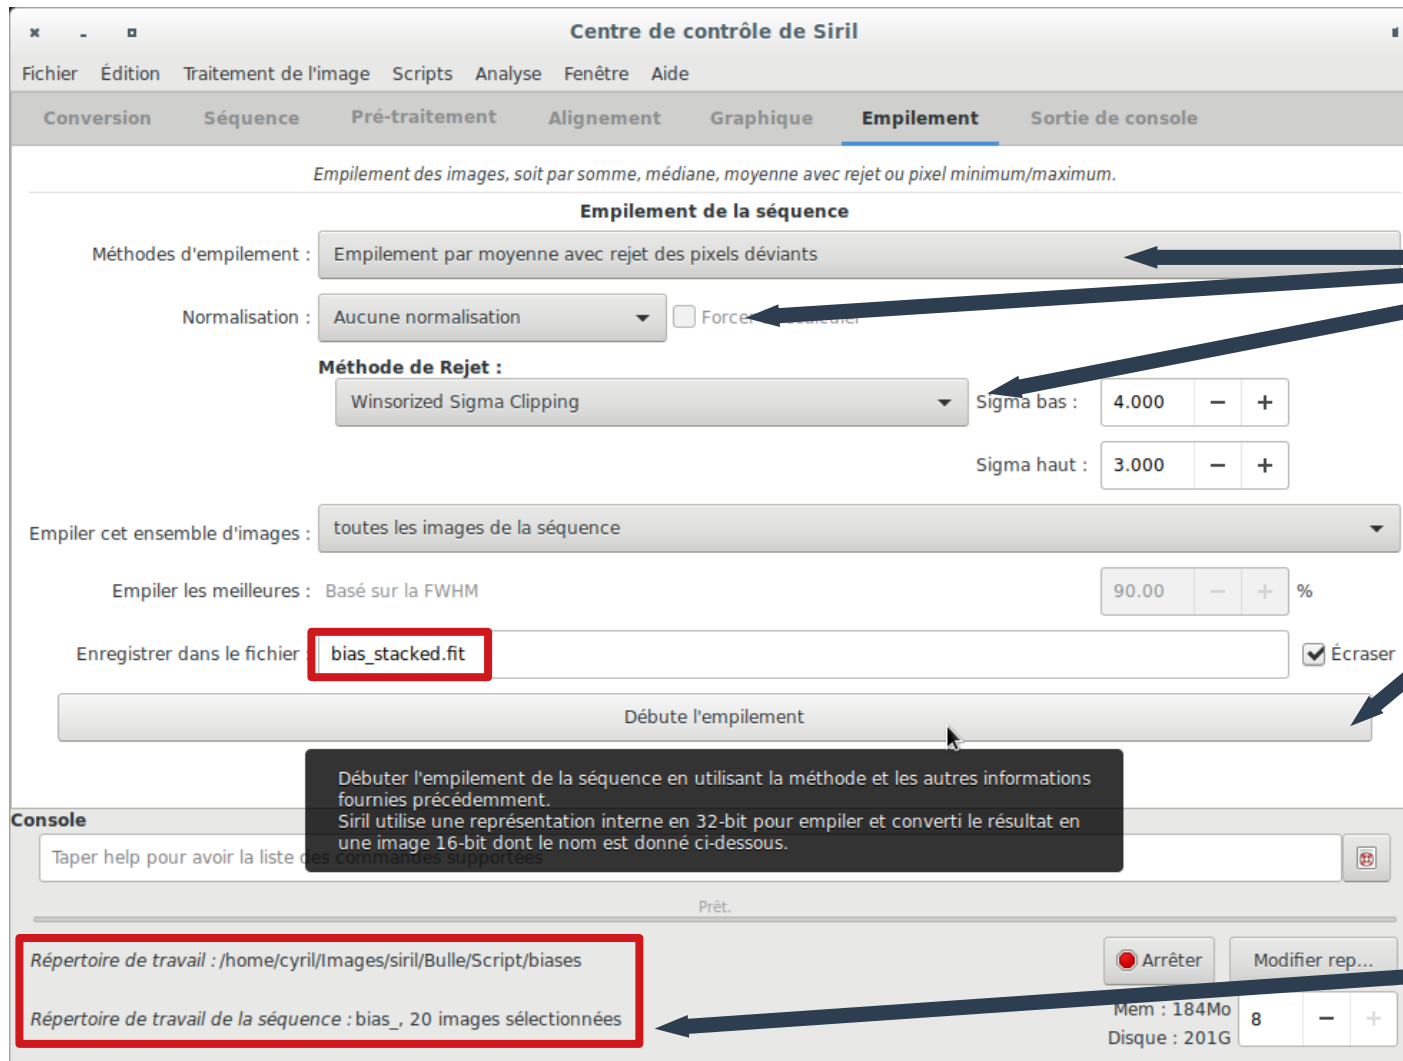 Centre de contrôle de Siril
Fichier Édition Traitement de l'image Scripts Analyse Fenêtre Aide
Conversion Séquence Pré-traitement Alignement Graphique Empilement Sortie de console
Empilement des images, soit par somme, médiane, moyenne avec rejet ou pixel minimum/maximum.
Empilement de la séquence
Méthodes d'empilement : Empilement par moyenne avec rejet des pixels déviants
Normalisation : Aucune normalisation Forcer
Méthode de Rejet :
Winsorized Sigma Clipping Sigma bas : 4.000 − +
Sigma haut : 3.000 − +
Empiler cet ensemble d'images : toutes les images de la séquence
Empiler les meilleures : Basé sur la FWHM 90.00 − + %
Enregistrer dans le fichier : bias_stacked.fit Écraser
Débute l'empilement
Débuter l'empilement de la séquence en utilisant la méthode et les autres informations
fournies précédemment.
Siril utilise une représentation interne en 32-bit pour empiler et converti le résultat en
une image 16-bit dont le nom est donné ci-dessous.
Console
Taper help pour avoir la liste des commandes supportées
Prêt.
Répertoire de travail : /home/cyril/Images/siril/Bulle/Script/biases
Arrêter Modifier rep...
Répertoire de travail de la séquence : bias_, 20 images sélectionnées
Mem : 184Mo
Disque : 201G
8 − +